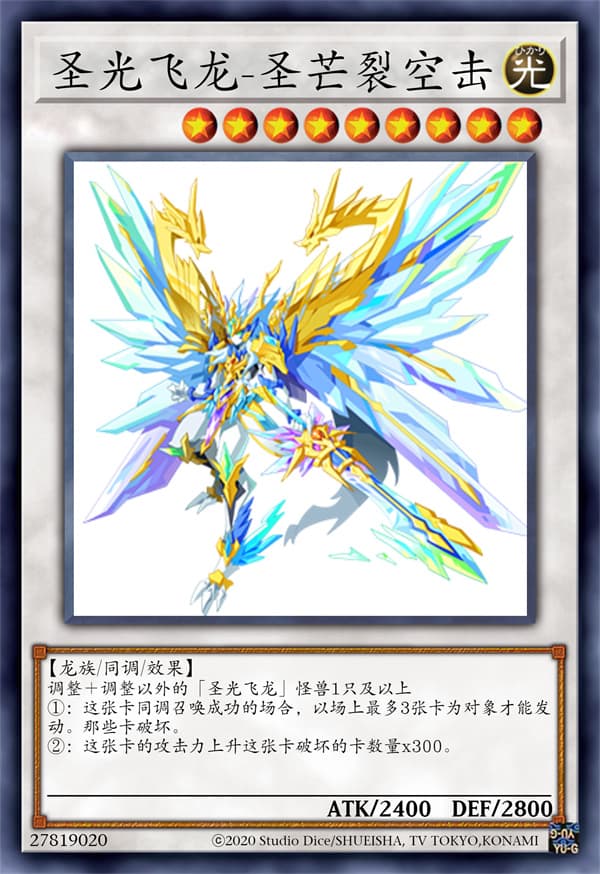 圣光飞龙-圣芒裂空击
ひかり
光
【龙族/同调/效果】
调整＋调整以外的「圣光飞龙」怪兽1只及以上
①：这张卡同调召唤成功的场合，以场上最多3张卡为对象才能发
动。那些卡破坏。
②：这张卡的攻击力上升这张卡破坏的卡数量x300。
ATK/2400 DEF/2800
27819020
©2020 Studio Dice/SHUEISHA, TV TOKYO,KONAMI
YU-G
YU-G